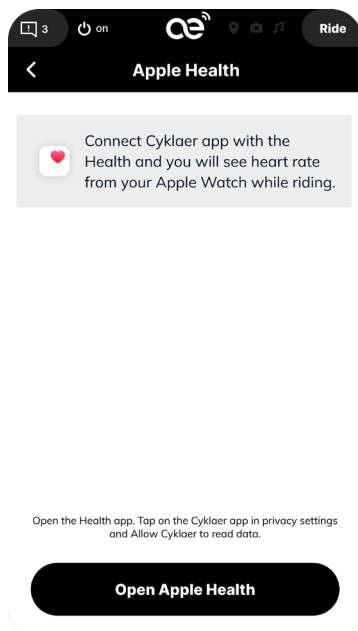 3
on
Ride
Apple Health
Connect Cyklaer app with the
Health and you will see heart rate
from your Apple Watch while riding.
Open the Health app. Tap on the Cyklaer app in privacy settings
and Allow Cyklaer to read data.
Open Apple Health